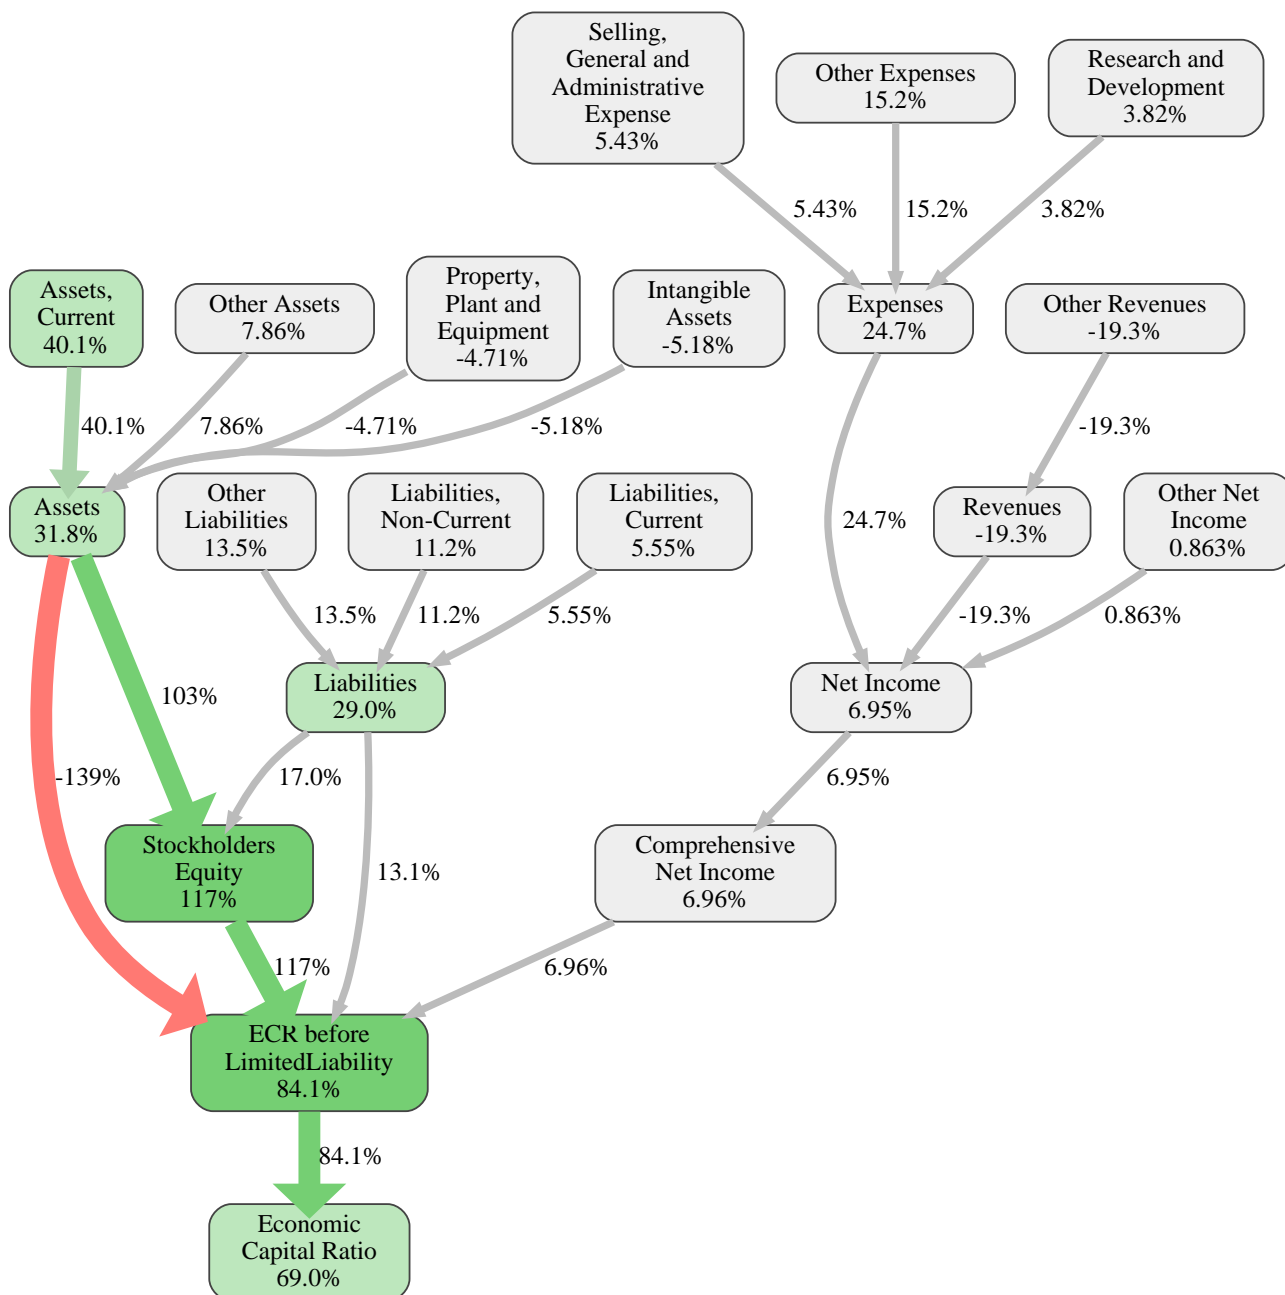 Selling,
General and
Administrative
Expense
5.43%
Other Expenses
15.2%
Research and
Development
3.82%
5.43%
15.2%
3.82%
Assets,
Current
40.1%
Other Assets
7.86%
Property,
Plant and
Equipment
-4.71%
Intangible
Assets
-5.18%
Expenses
24.7%
Other Revenues
-19.3%
40.1%
7.86%
-4.71%
-5.18%
-19.3%
Assets
31.8%
Other
Liabilities
13.5%
Liabilities,
Non-Current
11.2%
Liabilities,
Current
5.55%
24.7%
Revenues
-19.3%
Other Net
Income
0.863%
13.5%
11.2%
5.55%
-19.3%
0.863%
103%
Liabilities
29.0%
Net Income
6.95%
-139%
17.0%
6.95%
Stockholders
Equity
117%
13.1%
Comprehensive
Net Income
6.96%
117%
6.96%
ECR before
LimitedLiability
84.1%
84.1%
Economic
Capital Ratio
69.0%